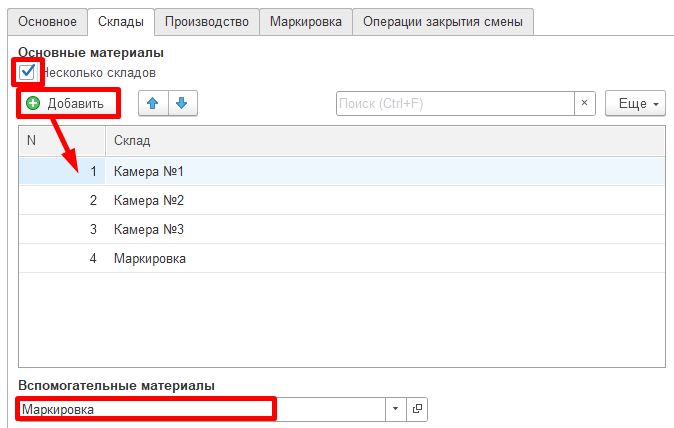 Основное Склады Производство Маркировка Операции закрытия смены
Основные материалы
Несколько складов
Добавить Поиск (Ctrl+F) × Еще
N Склад
1 Камера №1
2 Камера №2
3 Камера №3
4 Маркировка
Вспомогательные материалы
Маркировка